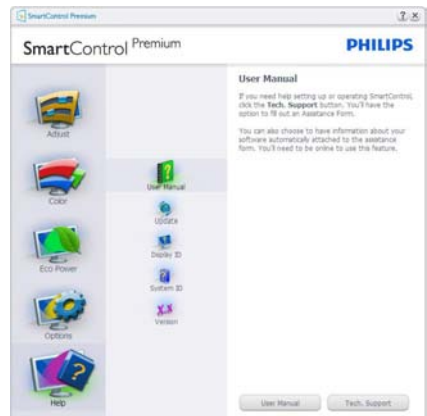 SmartControl Premium
SmartControl Premium
PHILIPS
Adjust
Color
Eco Power
Options
Help
User Manual
Update
Display ID
System ID
Version
User Manual
If you need help setting up or operating SmartControl,
click the Tech. Support button. You'll have the
option to fill out an Assistance Form.
You can also choose to have information about your
software automatically attached to the assistance
form. You'll need to be online to use this feature.
User Manual
Tech. Support